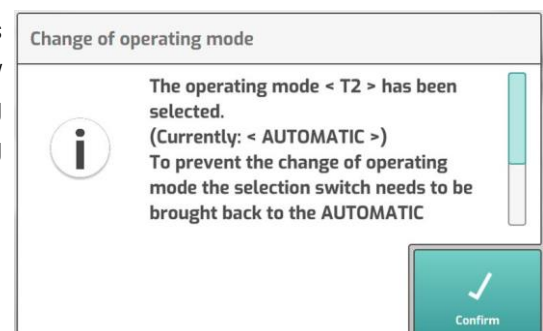 Change of operating mode
The operating mode < T2 > has been
selected.
(Currently: < AUTOMATIC >)
To prevent the change of operating
mode the selection switch needs to be
brought back to the AUTOMATIC
Confirm